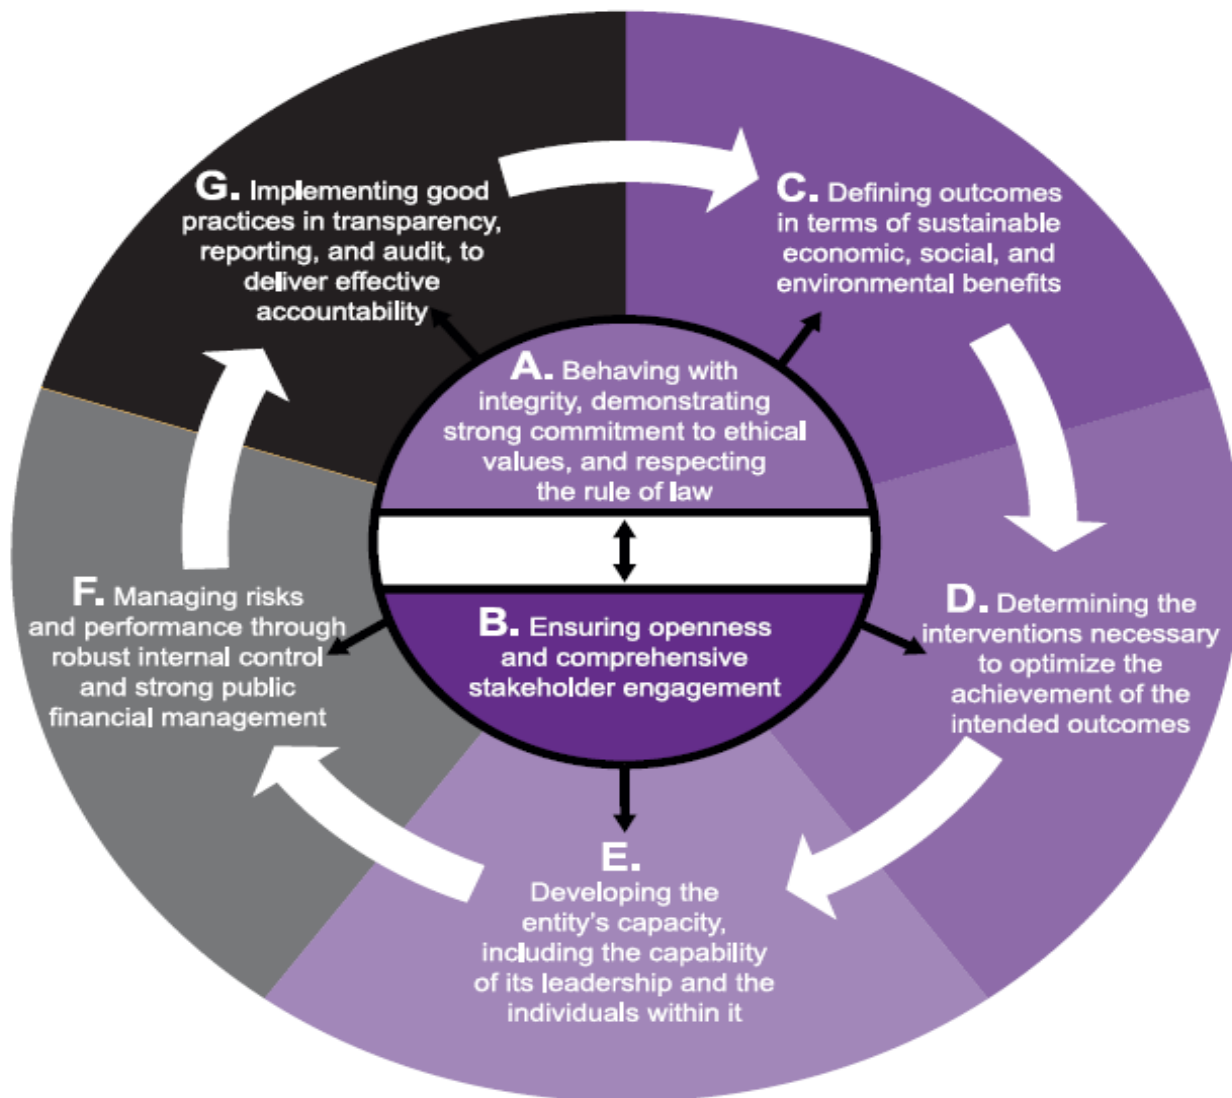 G. Implementing good
practices in transparency,
reporting, and audit, to
deliver effective
accountability
C. Defining outcomes
in terms of sustainable
economic, social, and
environmental benefits
A. Behaving with
integrity, demonstrating
strong commitment to ethical
values, and respecting
the rule of law
B. Ensuring openness
and comprehensive
stakeholder engagement
D. Determining the
interventions necessary
to optimize the
achievement of the
intended outcomes
E.
Developing the
entity's capacity,
including the capability
of its leadership and the
individuals within it
F. Managing risks
and performance through
robust internal control
and strong public
financial management